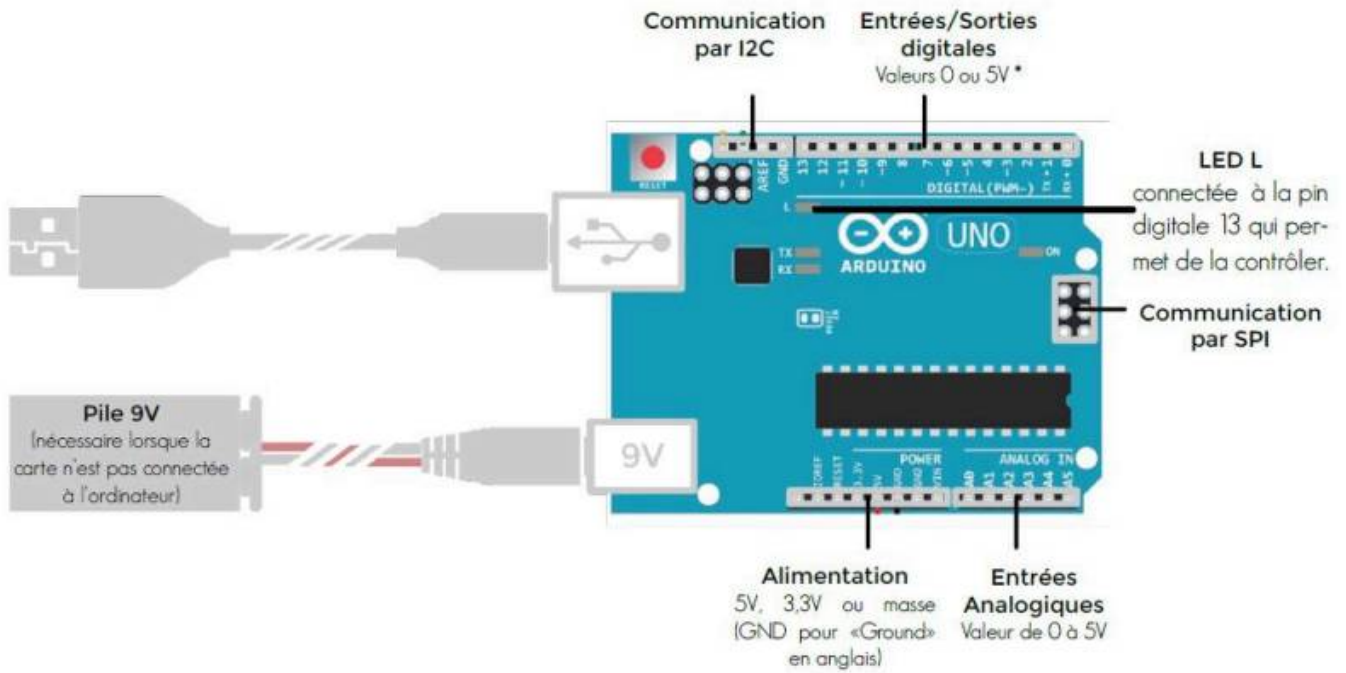 Communication
par I2C
Entrées/Sorties
digitales
Valeurs 0 ou 5V *
RESET
AREF
GND
13
12
~11
~10
~9
8
7
~6
~5
4
~3
2
TX→1
RX←0
DIGITAL(PWM~)
L
TX
RX
UNO
ARDUINO
ON
LED L
connectée à la pin
digitale 13 qui per-
met de la contrôler.
Communication
par SPI
Pile 9V
(nécessaire lorsque la
carte n'est pas connectée
à l'ordinateur)
9V
POWER
ANALOG IN
IOREF
RESET
3.3V
5V
GND
GND
VIN
A0
A1
A2
A3
A4
A5
Alimentation
5V, 3,3V ou masse
(GND pour «Ground»
en anglais)
Entrées
Analogiques
Valeur de 0 à 5V